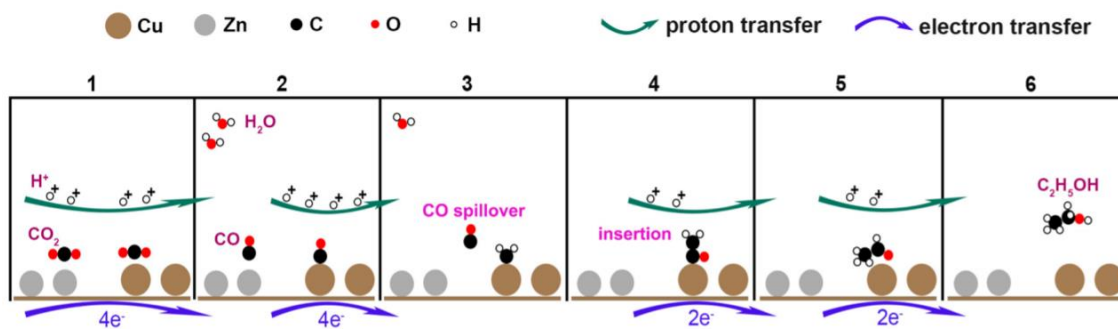 Cu Zn C O H proton transfer electron transfer
1 2 3 4 5 6
H₂O
H⁺ + + + +
+ + + +
+ +
+ +
C₂H₅OH
CO spillover
CO₂ CO insertion
4e⁻ 4e⁻ 2e⁻ 2e⁻